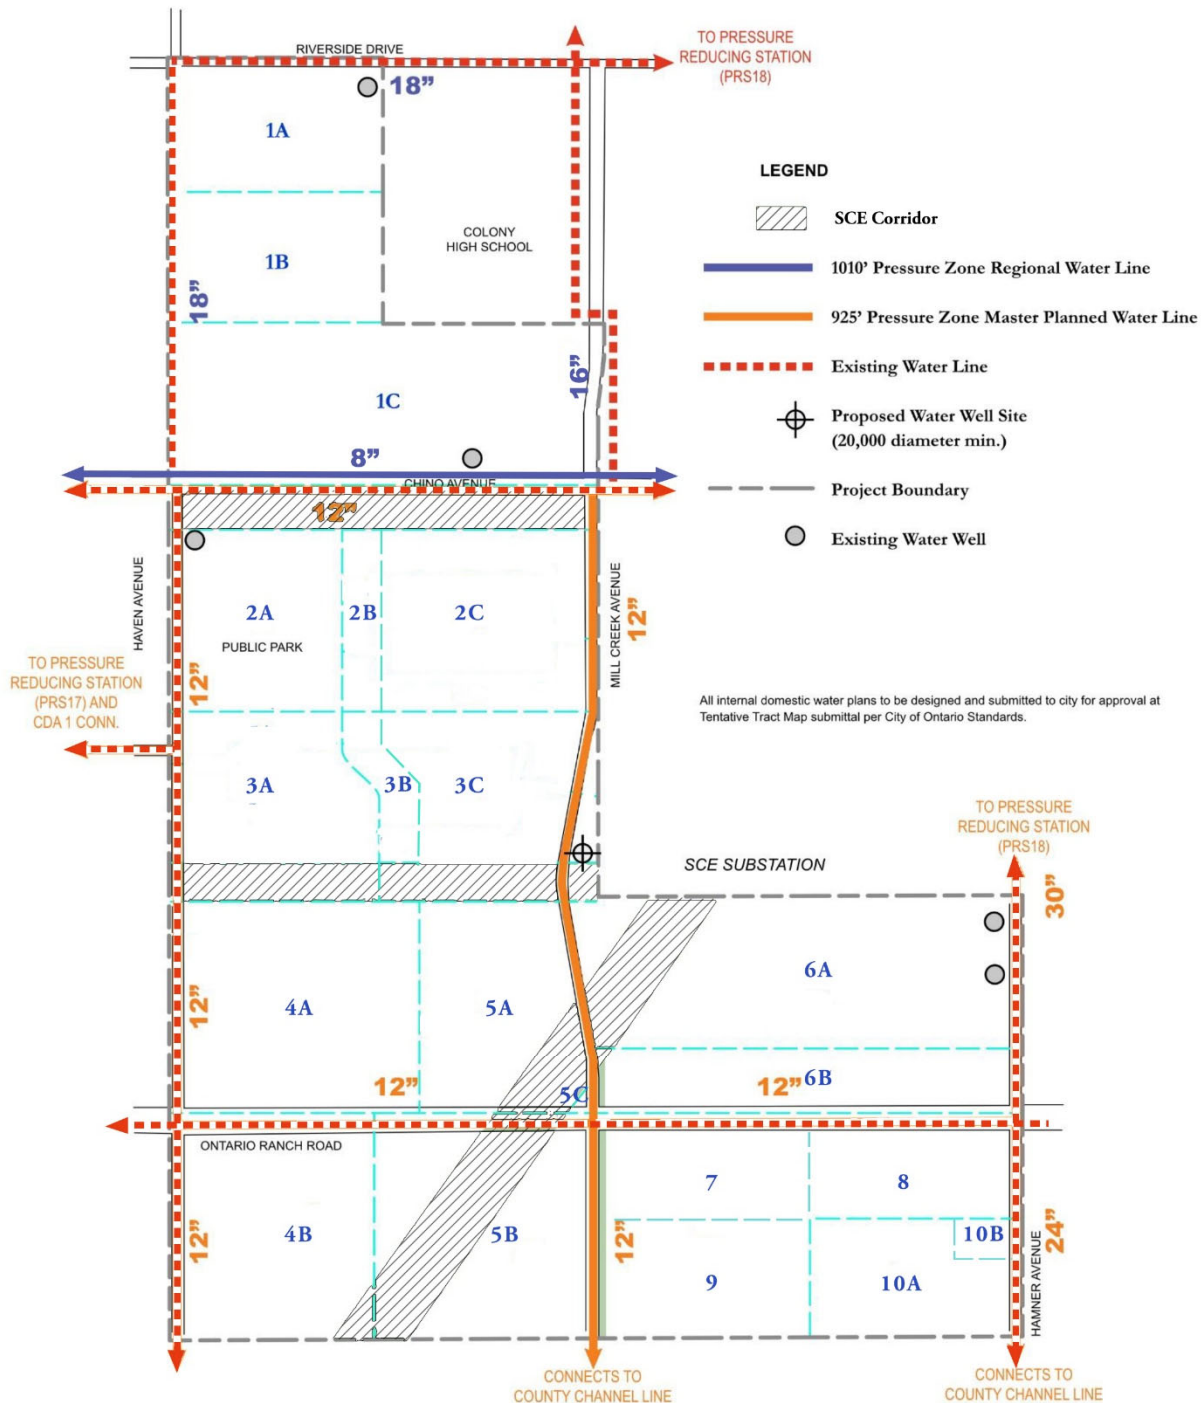 RIVERSIDE DRIVE
TO PRESSURE
REDUCING STATION
(PRS18)
18”
1A
LEGEND
SCE Corridor
COLONY
HIGH SCHOOL
1B
1010’ Pressure Zone Regional Water Line
18”
925’ Pressure Zone Master Planned Water Line
Existing Water Line
16”
1C
Proposed Water Well Site
(20,000 diameter min.)
8”
CHINO AVENUE
Project Boundary
12”
Existing Water Well
HAVEN AVENUE
2A
2B
2C
12”
MILL CREEK AVENUE
PUBLIC PARK
TO PRESSURE
REDUCING STATION
(PRS17) AND
CDA 1 CONN.
12”
All internal domestic water plans to be designed and submitted to city for approval at
Tentative Tract Map submittal per City of Ontario Standards.
3A
3B
3C
TO PRESSURE
REDUCING STATION
(PRS18)
SCE SUBSTATION
30”
6A
12”
4A
5A
12”
5C
12”
6B
ONTARIO RANCH ROAD
7
8
12”
4B
5B
12”
10B
24”
9
10A
HAMNER AVENUE
CONNECTS TO
COUNTY CHANNEL LINE
CONNECTS TO
COUNTY CHANNEL LINE